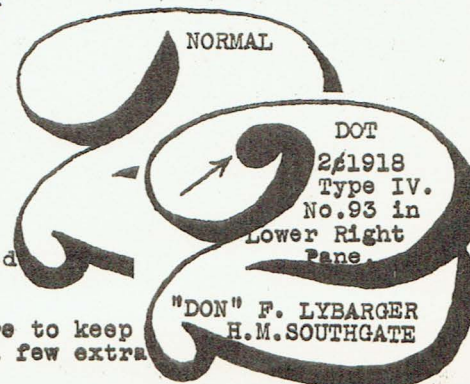 NORMAL
DOT
2¢1918
Type IV.
No.93 in
Lower Right
Pane.
d
"DON" F. LYBARGER
re to keep
H.M.SOUTHGATE
few extra